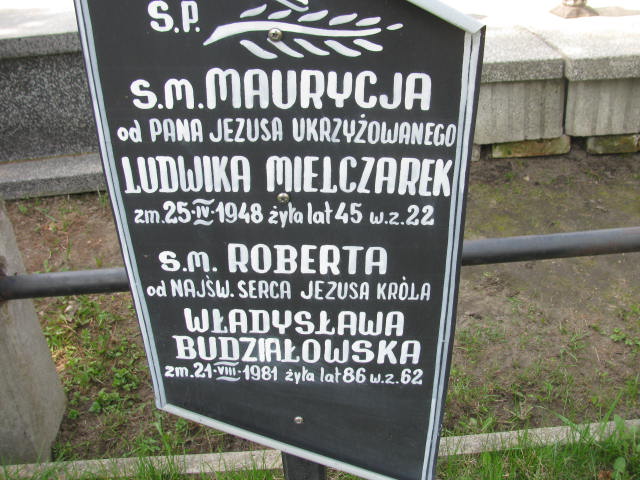 Ś.P.
S.M. MAURYCJA
od PANA JEZUSA UKRZYŻOWANEGO
LUDWIKA MIELCZAREK
zm. 25·IV·1948 żyła lat 45 w.z. 22
S.M. ROBERTA
od NAJŚW. SERCA JEZUSA KRÓLA
WŁADYSŁAWA
BUDZIAŁOWSKA
zm. 21·VIII·1981 żyła lat 86 w.z. 62